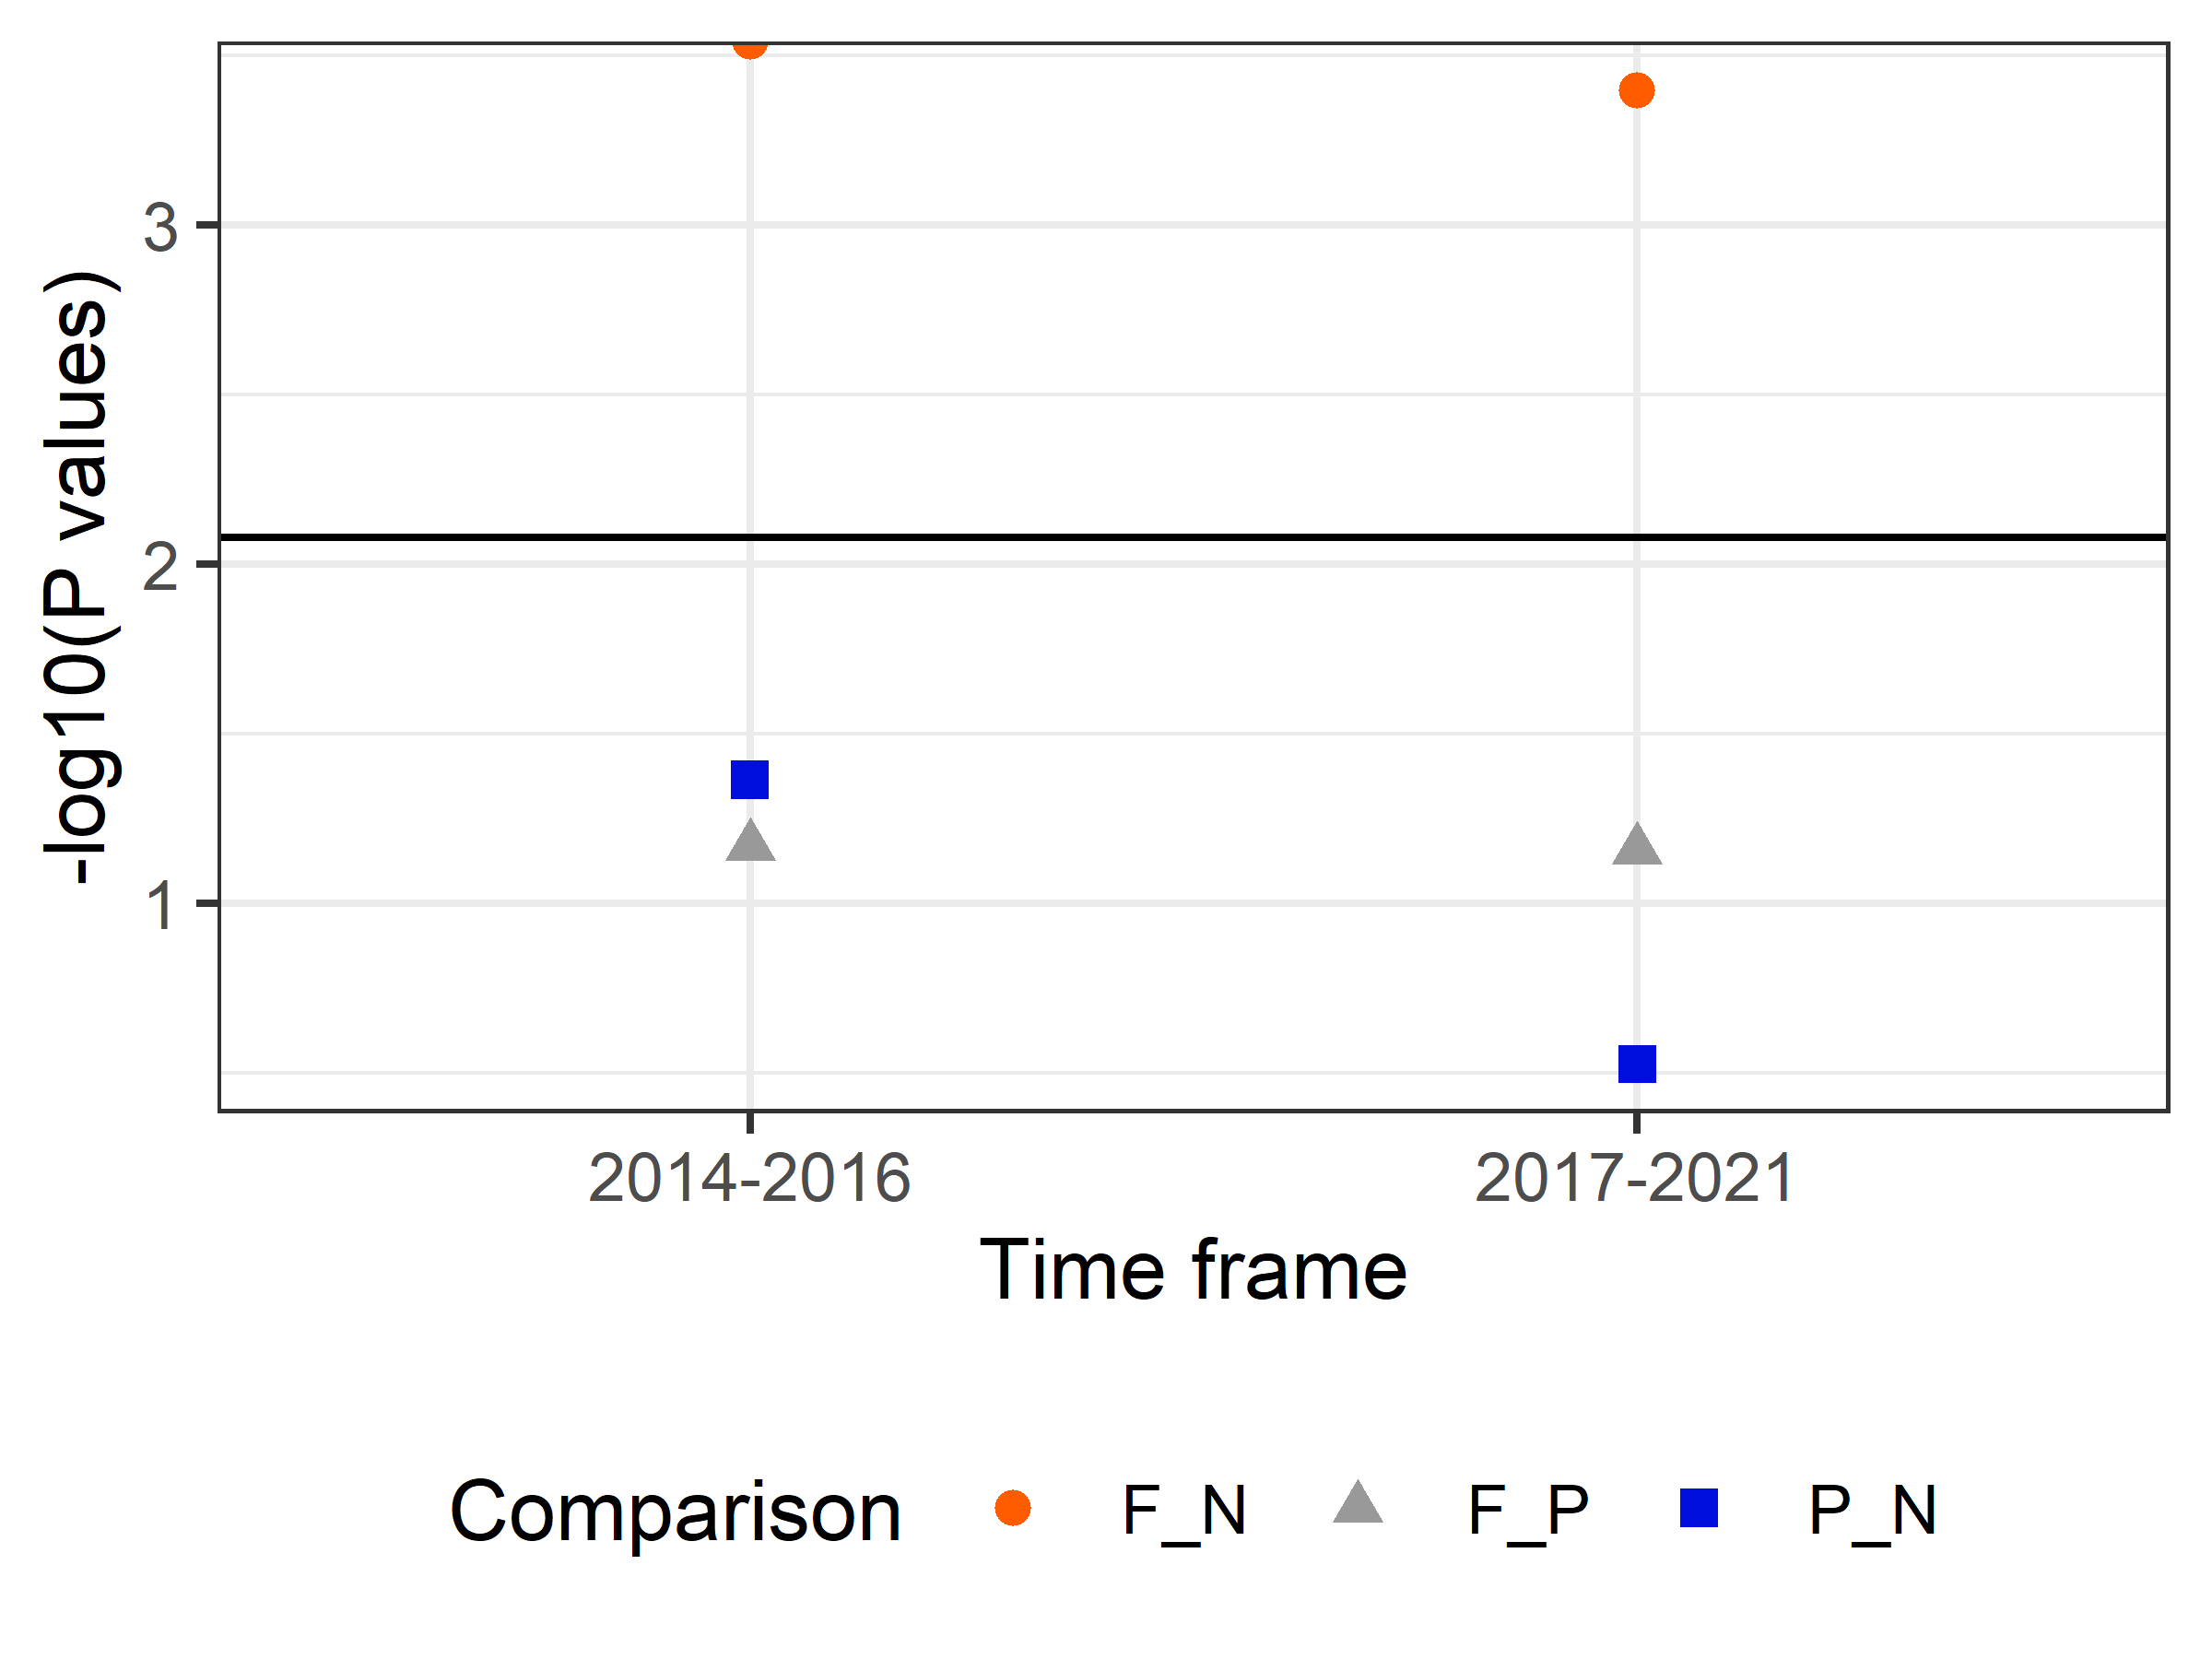 -log10(P values)
3
2
1
2014-2016 2017-2021
Time frame
Comparison F_N F_P P_N